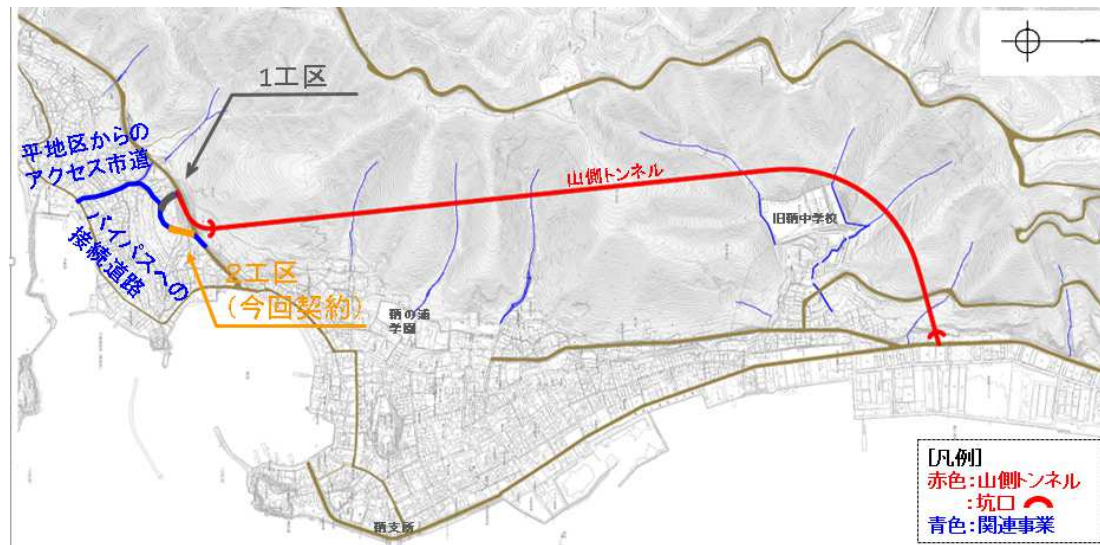 1工区
平地区からの
アクセス市道
山側トンネル
旧鞆中学校
バイパスへの
接続道路
2工区
(今回契約)
鞆の浦
学園
鞆支所
[凡例]
赤色:山側トンネル
:坑口
青色:関連事業